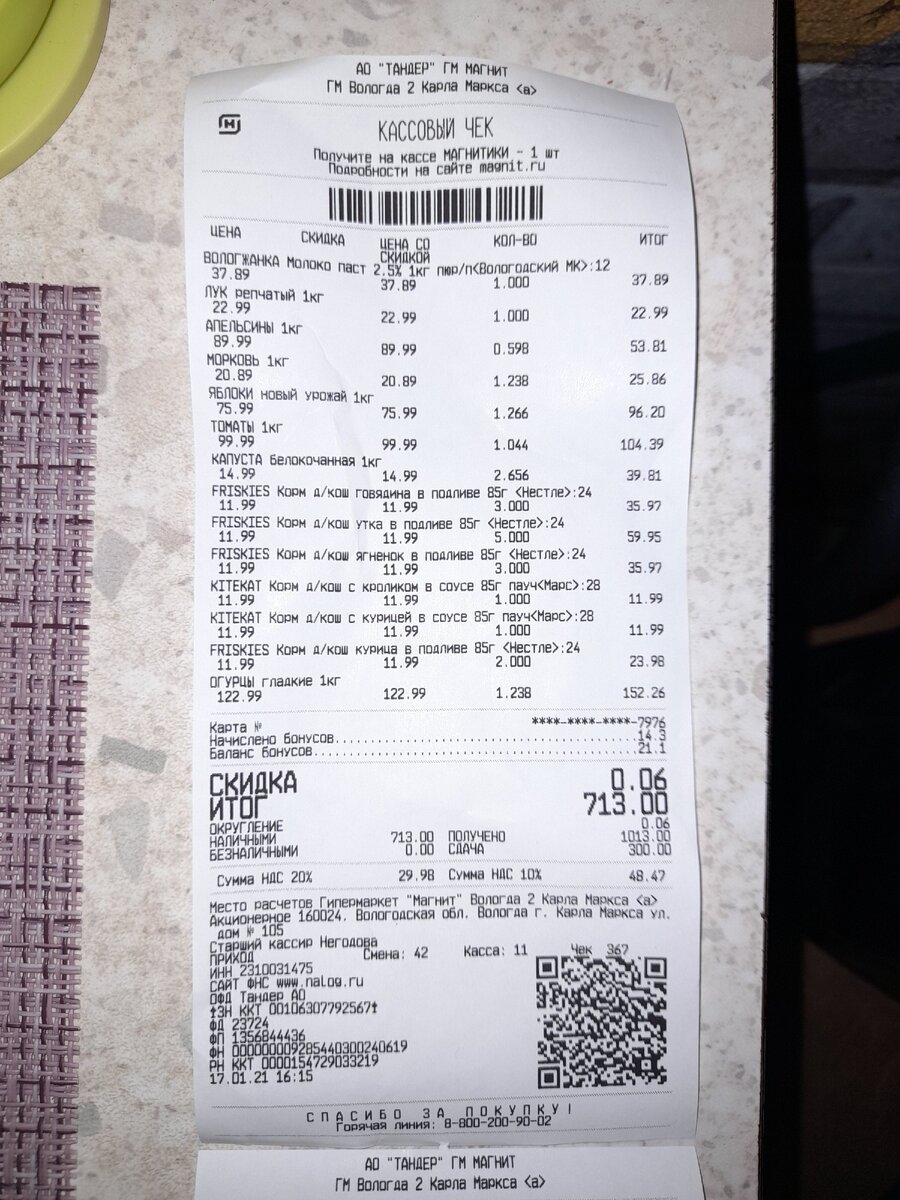 АО "ТАНДЕР" ГМ МАГНИТ
ГМ Вологда 2 Карла Маркса <а>
КАССОВЫЙ ЧЕК
Получите на кассе МАГНИТИКИ - 1 шт
Подробности на сайте magnit.ru
ЦЕНА СКИДКА ЦЕНА СО СКИДКОЙ КОЛ-ВО ИТОГ
ВОЛОГЖАНКА Молоко паст 2.5% 1кг пюр/п<Вологодский МК>:12
37.89 37.89 1.000 37.89
ЛУК репчатый 1кг
22.99 22.99 1.000 22.99
АПЕЛЬСИНЫ 1кг
89.99 89.99 0.598 53.81
МОРКОВЬ 1кг
20.89 20.89 1.238 25.86
ЯБЛОКИ новый урожай 1кг
75.99 75.99 1.266 96.20
ТОМАТЫ 1кг
99.99 99.99 1.044 104.39
КАПУСТА белокочанная 1кг
14.99 14.99 2.656 39.81
FRISKIES Корм д/кош говядина в подливе 85г <Нестле>:24
11.99 11.99 3.000 35.97
FRISKIES Корм д/кош утка в подливе 85г <Нестле>:24
11.99 11.99 5.000 59.95
FRISKIES Корм д/кош ягненок в подливе 85г <Нестле>:24
11.99 11.99 3.000 35.97
KITEKAT Корм д/кош с кроликом в соусе 85г пауч<Марс>:28
11.99 11.99 1.000 11.99
KITEKAT Корм д/кош с курицей в соусе 85г пауч<Марс>:28
11.99 11.99 1.000 11.99
FRISKIES Корм д/кош курица в подливе 85г <Нестле>:24
11.99 11.99 2.000 23.98
ОГУРЦЫ гладкие 1кг
122.99 122.99 1.238 152.26
Карта № ****-****-****-7976
Начислено бонусов 14.3
Баланс бонусов 21.1
СКИДКА 0.06
ИТОГ 713.00
ОКРУГЛЕНИЕ 0.06
НАЛИЧНЫМИ 713.00 ПОЛУЧЕНО 1013.00
БЕЗНАЛИЧНЫМИ 0.00 СДАЧА 300.00
Сумма НДС 20% 29.98 Сумма НДС 10% 48.47
Место расчетов Гипермаркет "Магнит" Вологда 2 Карла Маркса <а>
Акционерное 160024, Вологодская обл. Вологда г. Карла Маркса ул.
дом № 105
Старший кассир Негодова
ПРИХОД Смена: 42 Касса: 11 Чек 367
ИНН 2310031475
САЙТ ФНС www.nalog.ru
ОФД Тандер АО
‡ЗН ККТ 00106307792567‡
ФД 23724
ФП 1356844436
ФН 000000009285440300240619
РН ККТ 0000154729033219
17.01.21 16:15
СПАСИБО ЗА ПОКУПКУ!
Горячая линия: 8-800-200-90-02
АО "ТАНДЕР" ГМ МАГНИТ
ГМ Вологда 2 Карла Маркса <а>